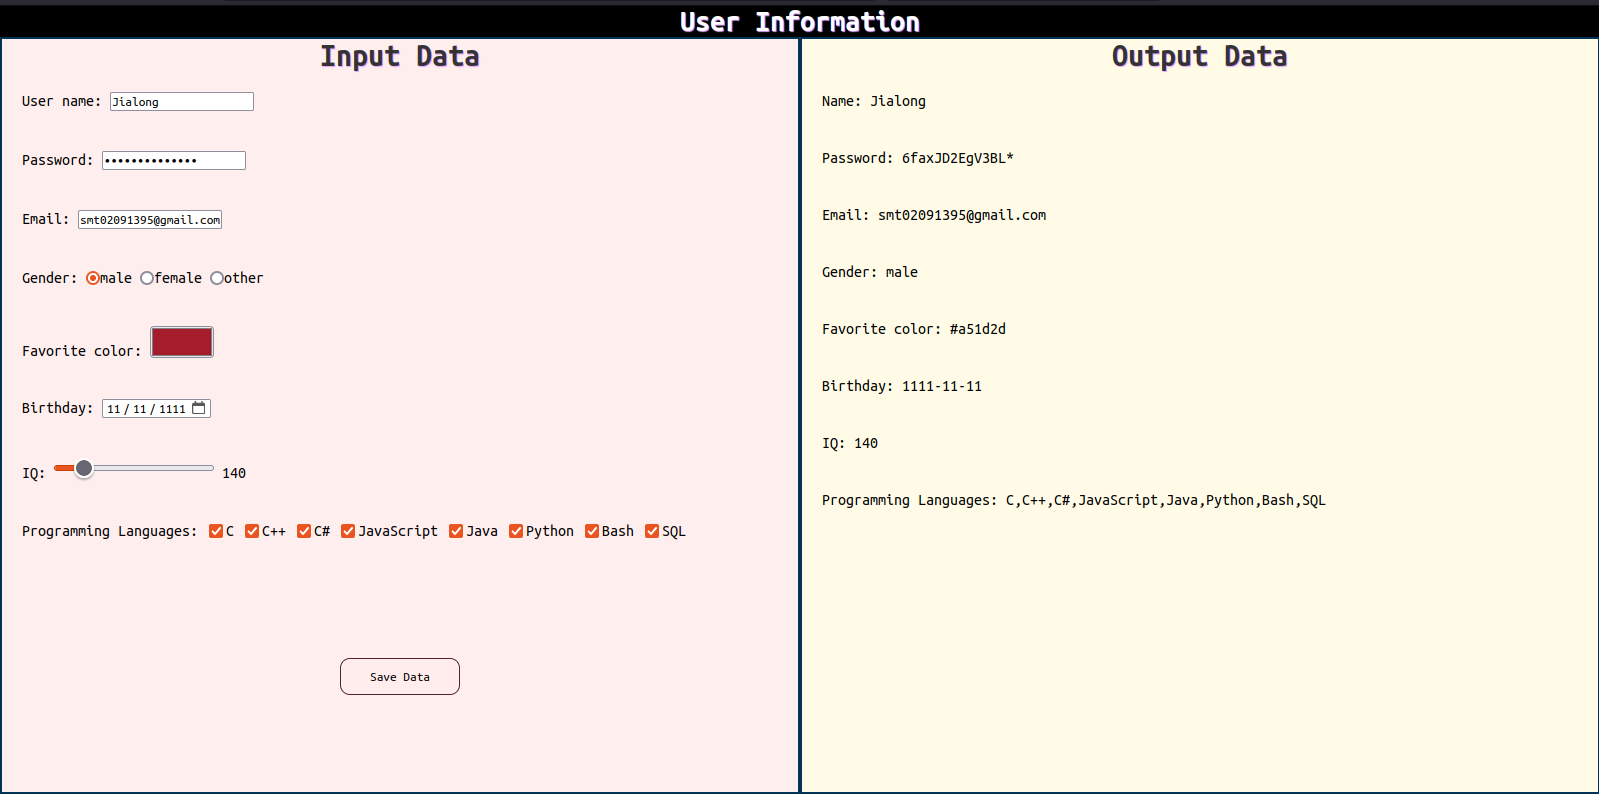 User Information
Input Data
User name: Jialong
Password: ••••••••••••••
Email: smt02091395@gmail.com
Gender: male female other
Favorite color:
Birthday: 11 / 11 / 1111
IQ: 140
Programming Languages: C C++ C# JavaScript Java Python Bash SQL
Save Data
Output Data
Name: Jialong
Password: 6faxJD2EgV3BL*
Email: smt02091395@gmail.com
Gender: male
Favorite color: #a51d2d
Birthday: 1111-11-11
IQ: 140
Programming Languages: C,C++,C#,JavaScript,Java,Python,Bash,SQL